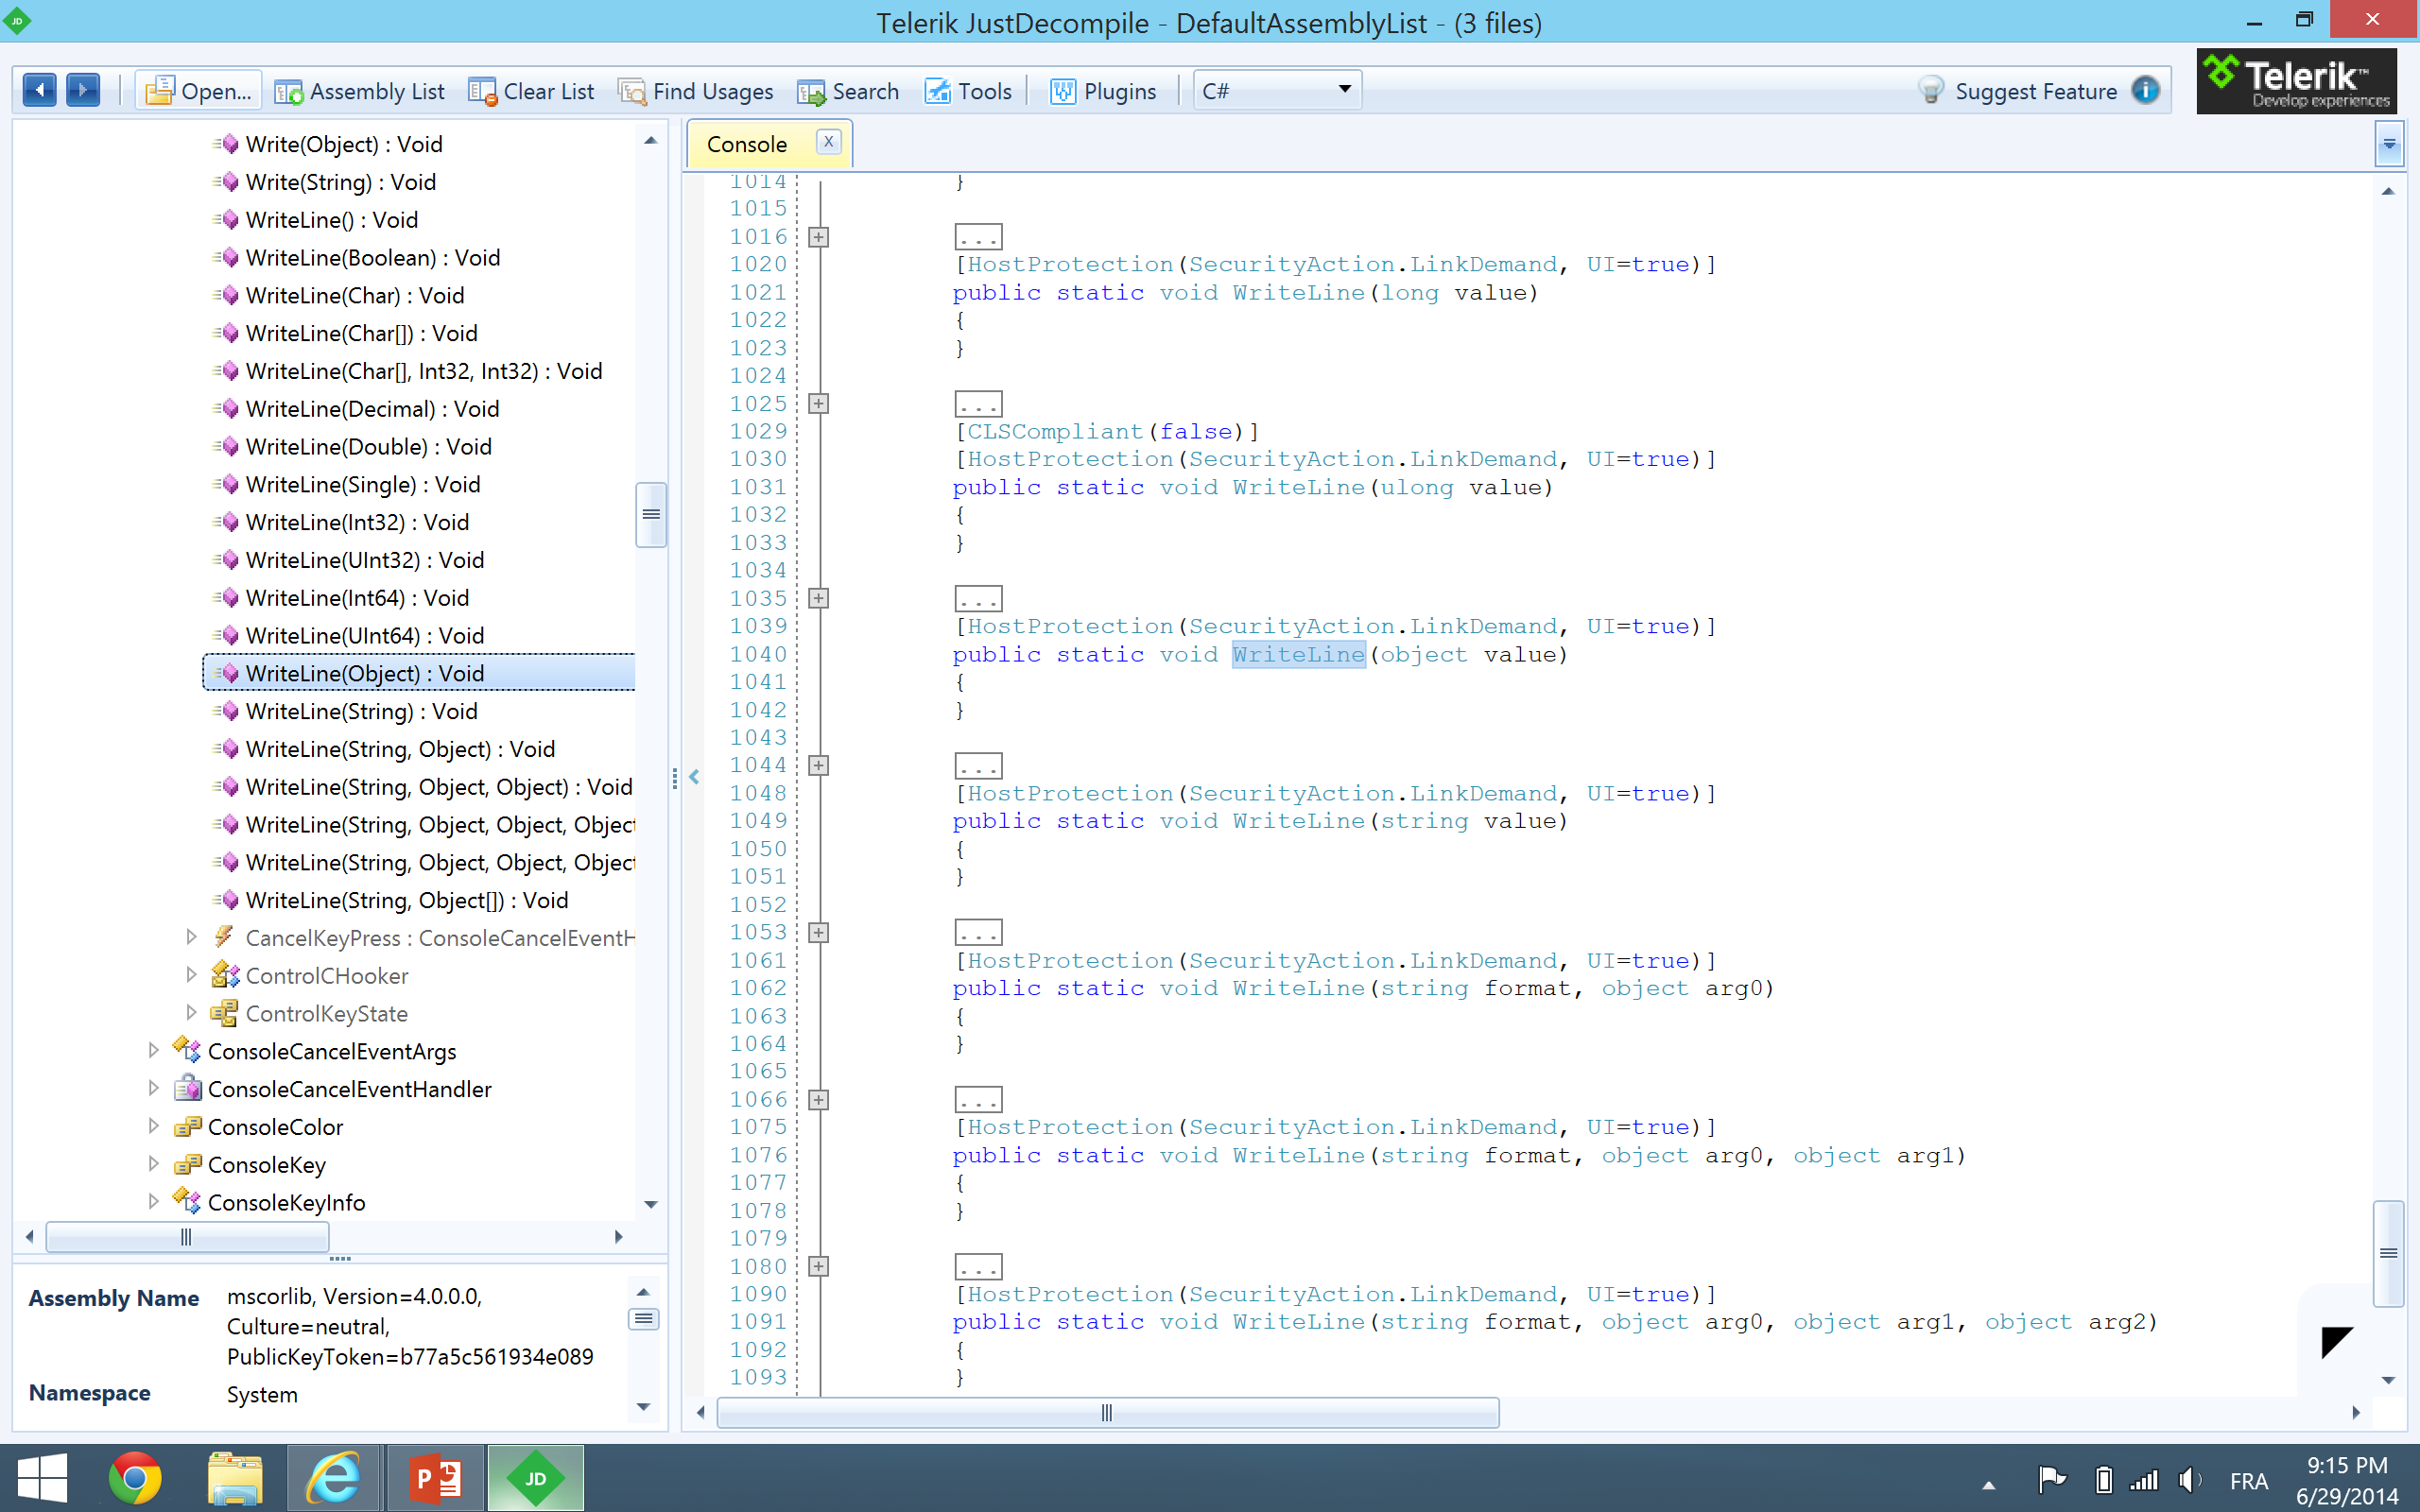 JD
Telerik JustDecompile - DefaultAssemblyList - (3 files)
Open...
Assembly List
Clear List
Find Usages
Search
Tools
Plugins
C#
Suggest Feature
Telerik™
Develop experiences
Write(Object) : Void
Write(String) : Void
WriteLine() : Void
WriteLine(Boolean) : Void
WriteLine(Char) : Void
WriteLine(Char[]) : Void
WriteLine(Char[], Int32, Int32) : Void
WriteLine(Decimal) : Void
WriteLine(Double) : Void
WriteLine(Single) : Void
WriteLine(Int32) : Void
WriteLine(UInt32) : Void
WriteLine(Int64) : Void
WriteLine(UInt64) : Void
WriteLine(Object) : Void
WriteLine(String) : Void
WriteLine(String, Object) : Void
WriteLine(String, Object, Object) : Void
WriteLine(String, Object, Object, Object
WriteLine(String, Object, Object, Object
WriteLine(String, Object[]) : Void
CancelKeyPress : ConsoleCancelEventH
ControlCHooker
ControlKeyState
ConsoleCancelEventArgs
ConsoleCancelEventHandler
ConsoleColor
ConsoleKey
ConsoleKeyInfo
Assembly Name mscorlib, Version=4.0.0.0,
Culture=neutral,
PublicKeyToken=b77a5c561934e089
Namespace System
Console X
1014 }
1015
1016 ...
1020 [HostProtection(SecurityAction.LinkDemand, UI=true)]
1021 public static void WriteLine(long value)
1022 {
1023 }
1024
1025 ...
1029 [CLSCompliant(false)]
1030 [HostProtection(SecurityAction.LinkDemand, UI=true)]
1031 public static void WriteLine(ulong value)
1032 {
1033 }
1034
1035 ...
1039 [HostProtection(SecurityAction.LinkDemand, UI=true)]
1040 public static void WriteLine(object value)
1041 {
1042 }
1043
1044 ...
1048 [HostProtection(SecurityAction.LinkDemand, UI=true)]
1049 public static void WriteLine(string value)
1050 {
1051 }
1052
1053 ...
1061 [HostProtection(SecurityAction.LinkDemand, UI=true)]
1062 public static void WriteLine(string format, object arg0)
1063 {
1064 }
1065
1066 ...
1075 [HostProtection(SecurityAction.LinkDemand, UI=true)]
1076 public static void WriteLine(string format, object arg0, object arg1)
1077 {
1078 }
1079
1080 ...
1090 [HostProtection(SecurityAction.LinkDemand, UI=true)]
1091 public static void WriteLine(string format, object arg0, object arg1, object arg2)
1092 {
1093 }
P
JD
FRA
9:15 PM
6/29/2014